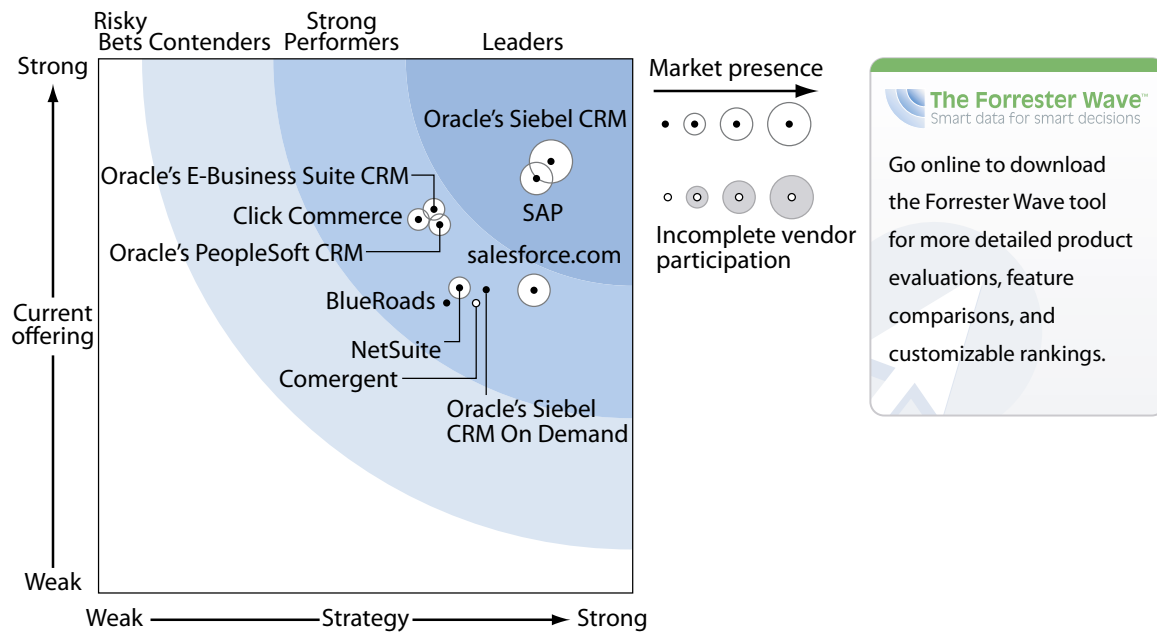 Risky
Bets
Contenders
Strong
Performers
Leaders
Strong
Current
offering
Weak
Oracle's Siebel CRM
Oracle's E-Business Suite CRM
Click Commerce
SAP
Oracle's PeopleSoft CRM
salesforce.com
BlueRoads
NetSuite
Comergent
Oracle's Siebel
CRM On Demand
Weak
Strategy
Strong
Market presence
Incomplete vendor
participation
The Forrester Wave™
Smart data for smart decisions
Go online to download
the Forrester Wave tool
for more detailed product
evaluations, feature
comparisons, and
customizable rankings.